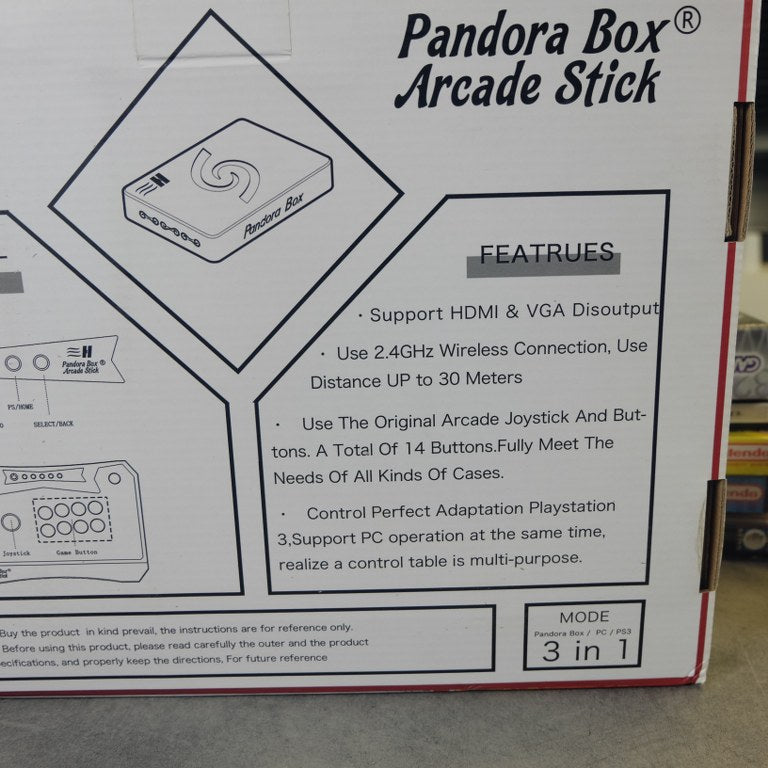 Pandora Box®
Arcade Stick
H
Pandora Box
FEATRUES
· Support HDMI & VGA Disoutput
· Use 2.4GHz Wireless Connection, Use
Distance UP to 30 Meters
· Use The Original Arcade Joystick And But-
tons. A Total Of 14 Buttons.Fully Meet The
Needs Of All Kinds Of Cases.
· Control Perfect Adaptation Playstation
3,Support PC operation at the same time,
realize a control table is multi-purpose.
H
Pandora Box®
Arcade Stick
PS/HOME
SELECT/BACK
Joystick
Game Button
Buy the product in kind prevail, the instructions are for reference only.
Before using this product, please read carefully the outer and the product
ecifications, and properly keep the directions, For future reference
MODE
Pandora Box / PC / PS3
3 in 1